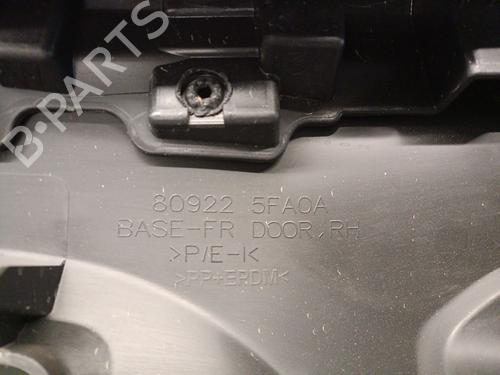 B-PARTS
80922 5FA0A
BASE-FR DOOR,RH
>P/E-I<
>PP+EPDM<